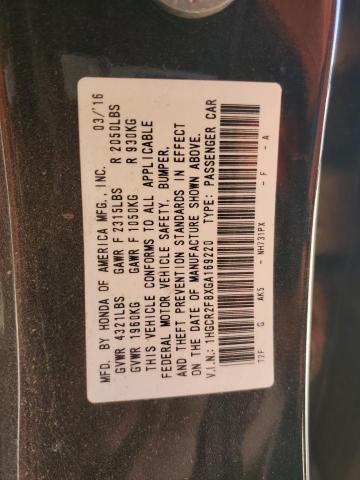 MFD. BY HONDA OF AMERICA MFG., INC. 03/16
GVWR 4321LBS GAWR F 2315LBS R 2050LBS
GVWR 1960KG GAWR F 1050KG R 930KG
THIS VEHICLE CONFORMS TO ALL APPLICABLE
FEDERAL MOTOR VEHICLE SAFETY, BUMPER,
AND THEFT PREVENTION STANDARDS IN EFFECT
ON THE DATE OF MANUFACTURE SHOWN ABOVE.
V.I.N.: 1HGCR2F8XGA169220 TYPE: PASSENGER CAR
T2F G AK5 - NH731PX - F - A